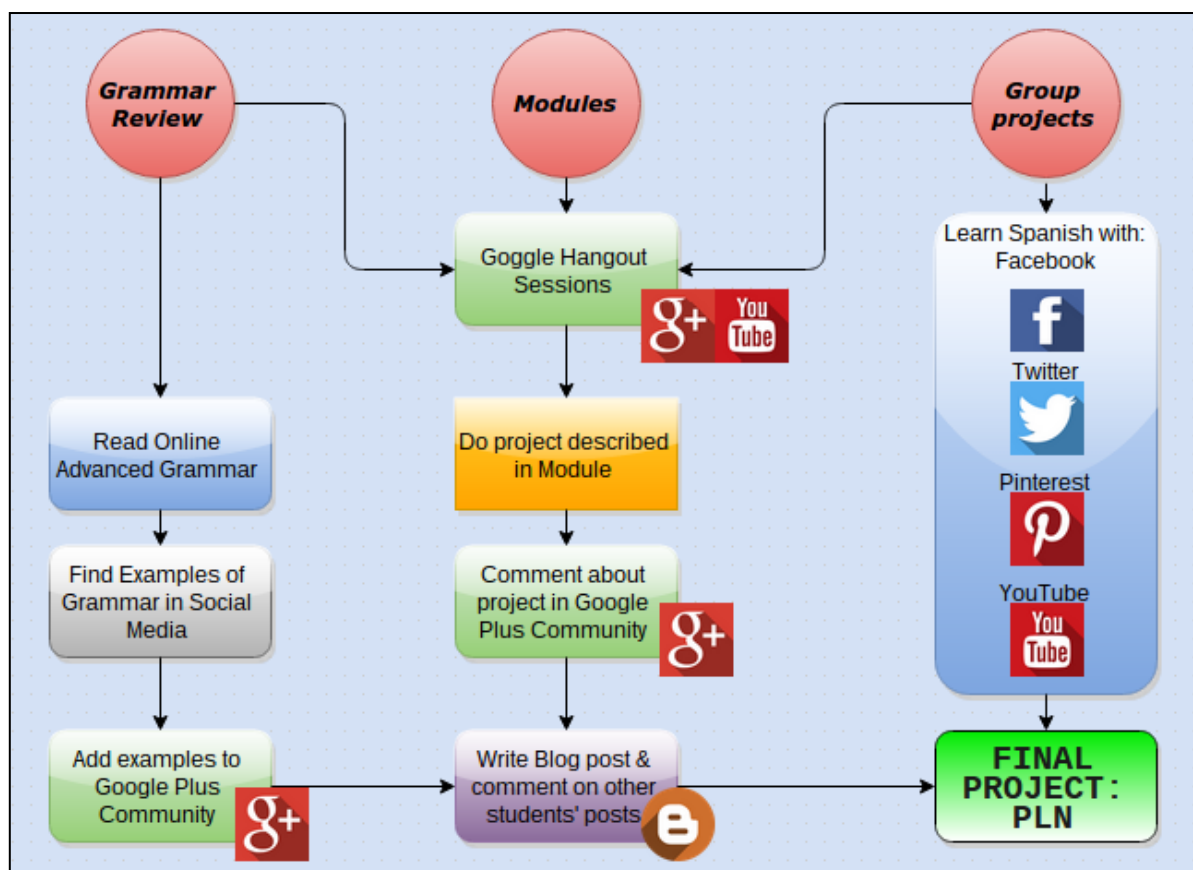 Grammar
Review
Modules
Group
projects
Goggle Hangout
Sessions
g+
You
Tube
Learn Spanish with:
Facebook
f
Twitter
Pinterest
P
YouTube
You
Tube
Read Online
Advanced Grammar
Do project described
in Module
Find Examples of
Grammar in Social
Media
Comment about
project in Google
Plus Community
g+
Add examples to
Google Plus
Community
g+
Write Blog post &
comment on other
students' posts
B
FINAL
PROJECT:
PLN